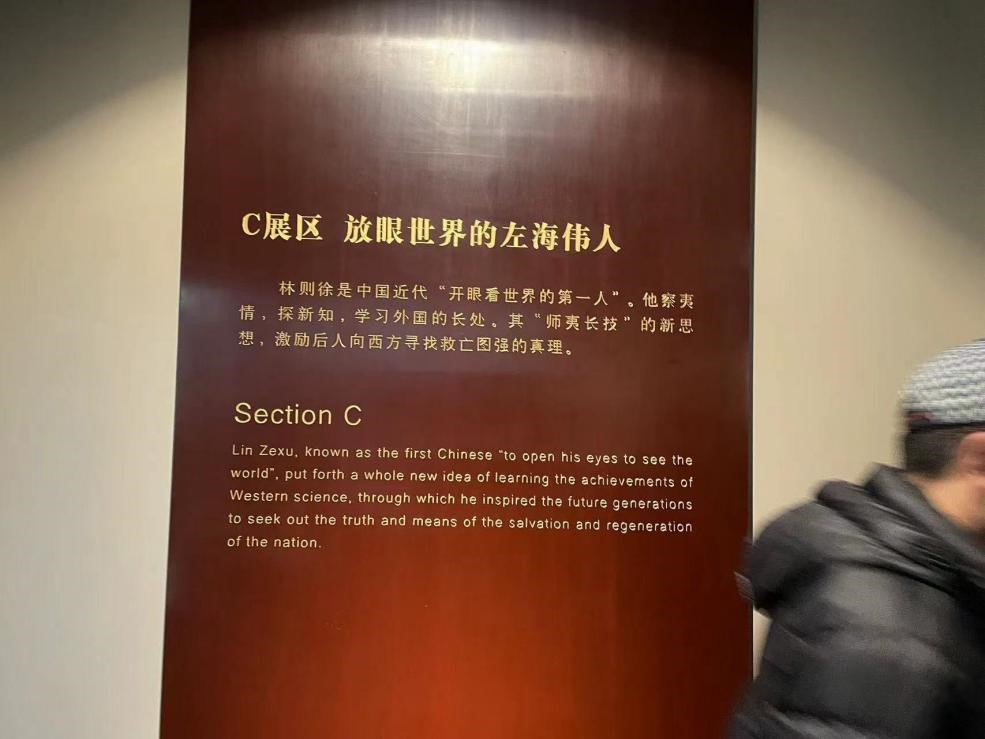 C展区 放眼世界的左海伟人
林则徐是中国近代“开眼看世界的第一人”。他察夷
情，探新知，学习外国的长处。其“师夷长技”的新思
想，激励后人向西方寻找救亡图强的真理。
Section C
Lin Zexu, known as the first Chinese "to open his eyes to see the
world", put forth a whole new idea of learning the achievements of
Western science, through which he inspired the future generations
to seek out the truth and means of the salvation and regeneration
of the nation.